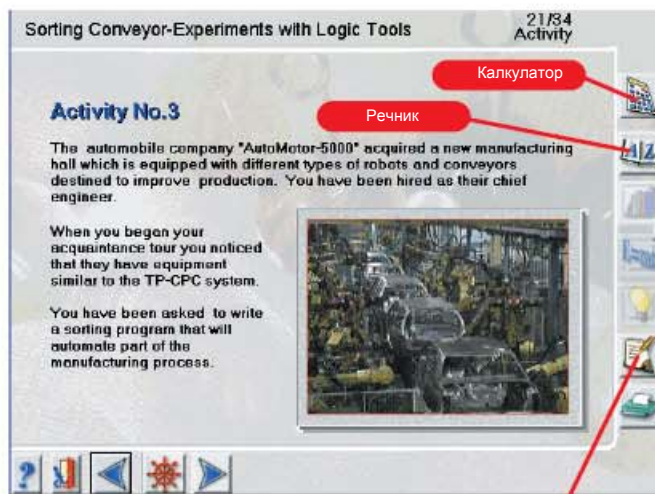 Sorting Conveyor-Experiments with Logic Tools
21/34
Activity
Калкулатор
Речник
Activity No.3
The automobile company "AutoMotor-5000" acquired a new manufacturing
hall which is equipped with different types of robots and conveyors
destined to improve production. You have been hired as their chief
engineer.
When you began your
acquaintance tour you noticed
that they have equipment
similar to the TP-CPC system.
You have been asked to write
a sorting program that will
automate part of the
manufacturing process.
A Z
?